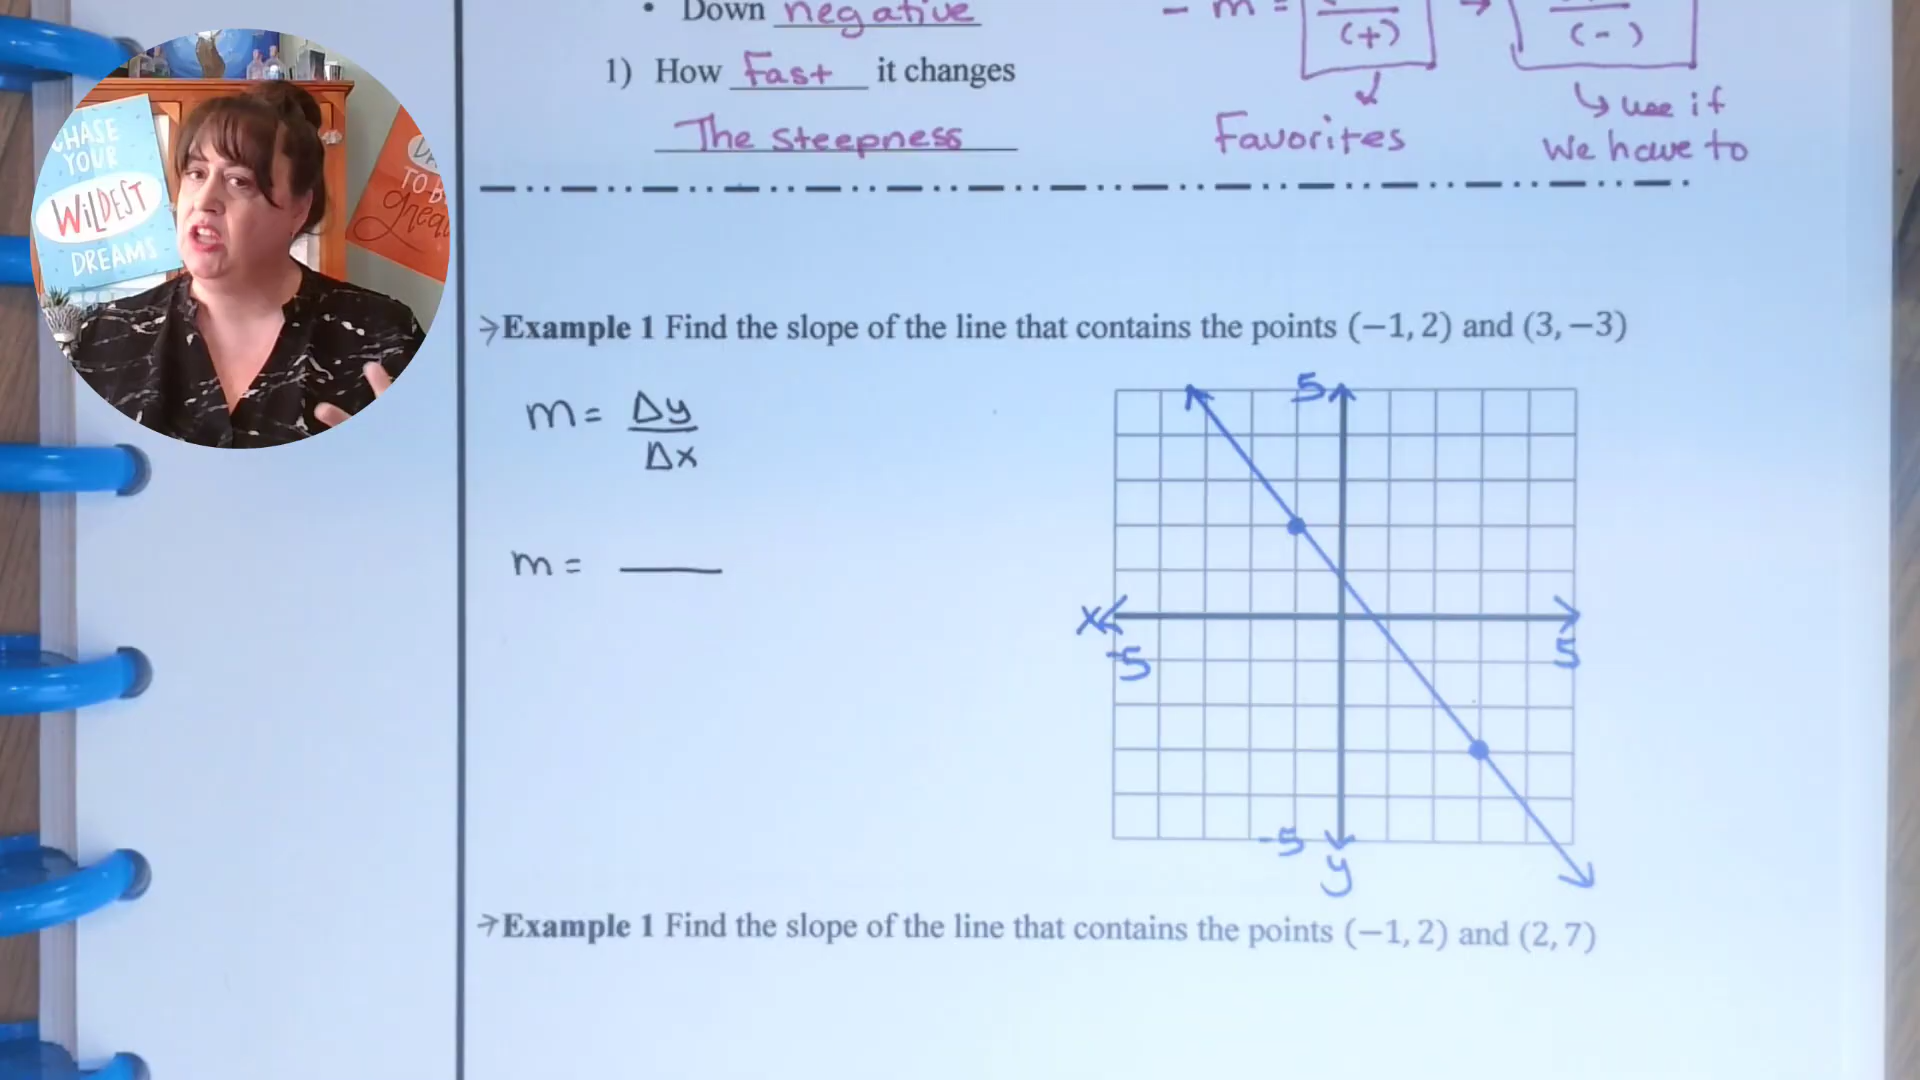 • Down negative
1) How Fast it changes
The Steepness
- m =
(+)
(-)
Favorites
↳ use if
we have to
CHASE
YOUR
WiLDEST
DREAMS
TO B
great
→Example 1 Find the slope of the line that contains the points (−1, 2) and (3, −3)
m = Δy
Δx
m = ____
5
x
-5
5
-5
y
→Example 1 Find the slope of the line that contains the points (−1, 2) and (2, 7)